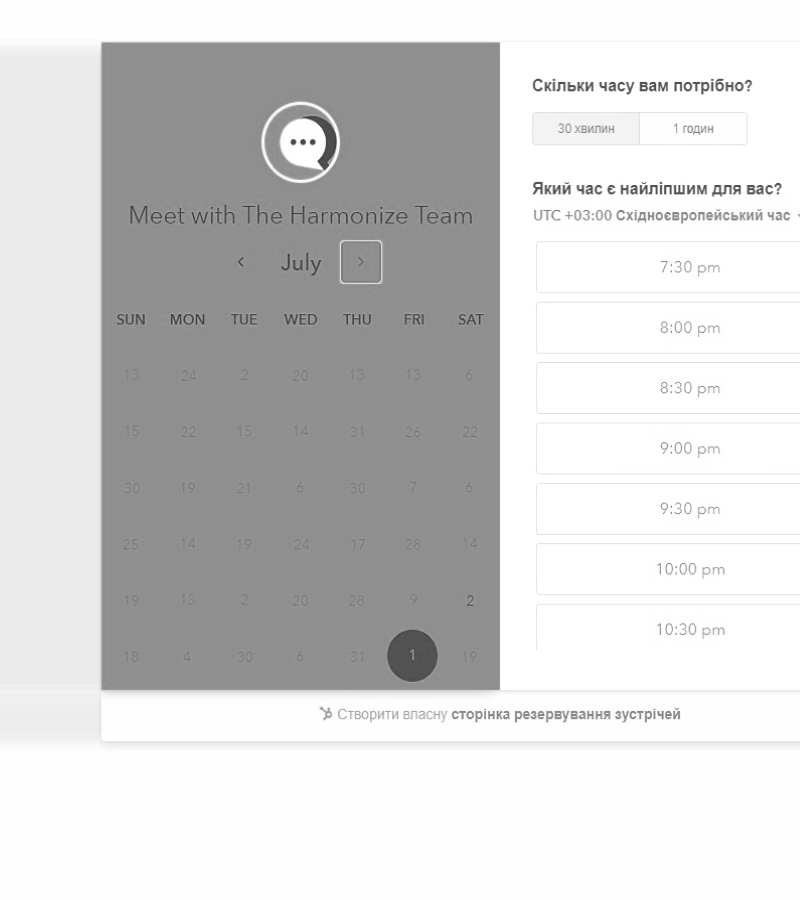 Meet with The Harmonize Team
July
SUN MON TUE WED THU FRI SAT
13 24 2 20 13 13 6
15 22 15 14 31 26 22
30 19 21 6 30 7 6
25 14 19 24 17 28 14
19 13 2 20 28 9 2
18 4 30 6 31 1 19
Скільки часу вам потрібно?
30 хвилин 1 годин
Який час є найліпшим для вас?
UTC +03:00 Східноєвропейський час
7:30 pm
8:00 pm
8:30 pm
9:00 pm
9:30 pm
10:00 pm
10:30 pm
Створити власну сторінка резервування зустрічей